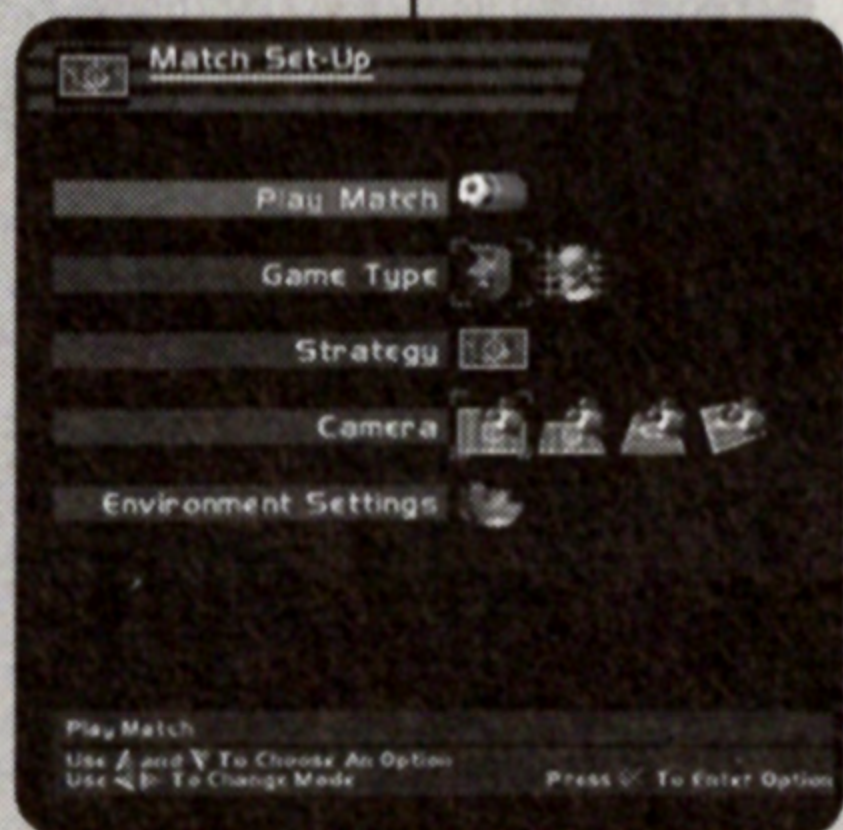 Match Set-Up
Play Match
Game Type
Strategy
Camera
Environment Settings
Play Match
Use and To Choose An Option
Use To Change Mode
Press To Enter Option